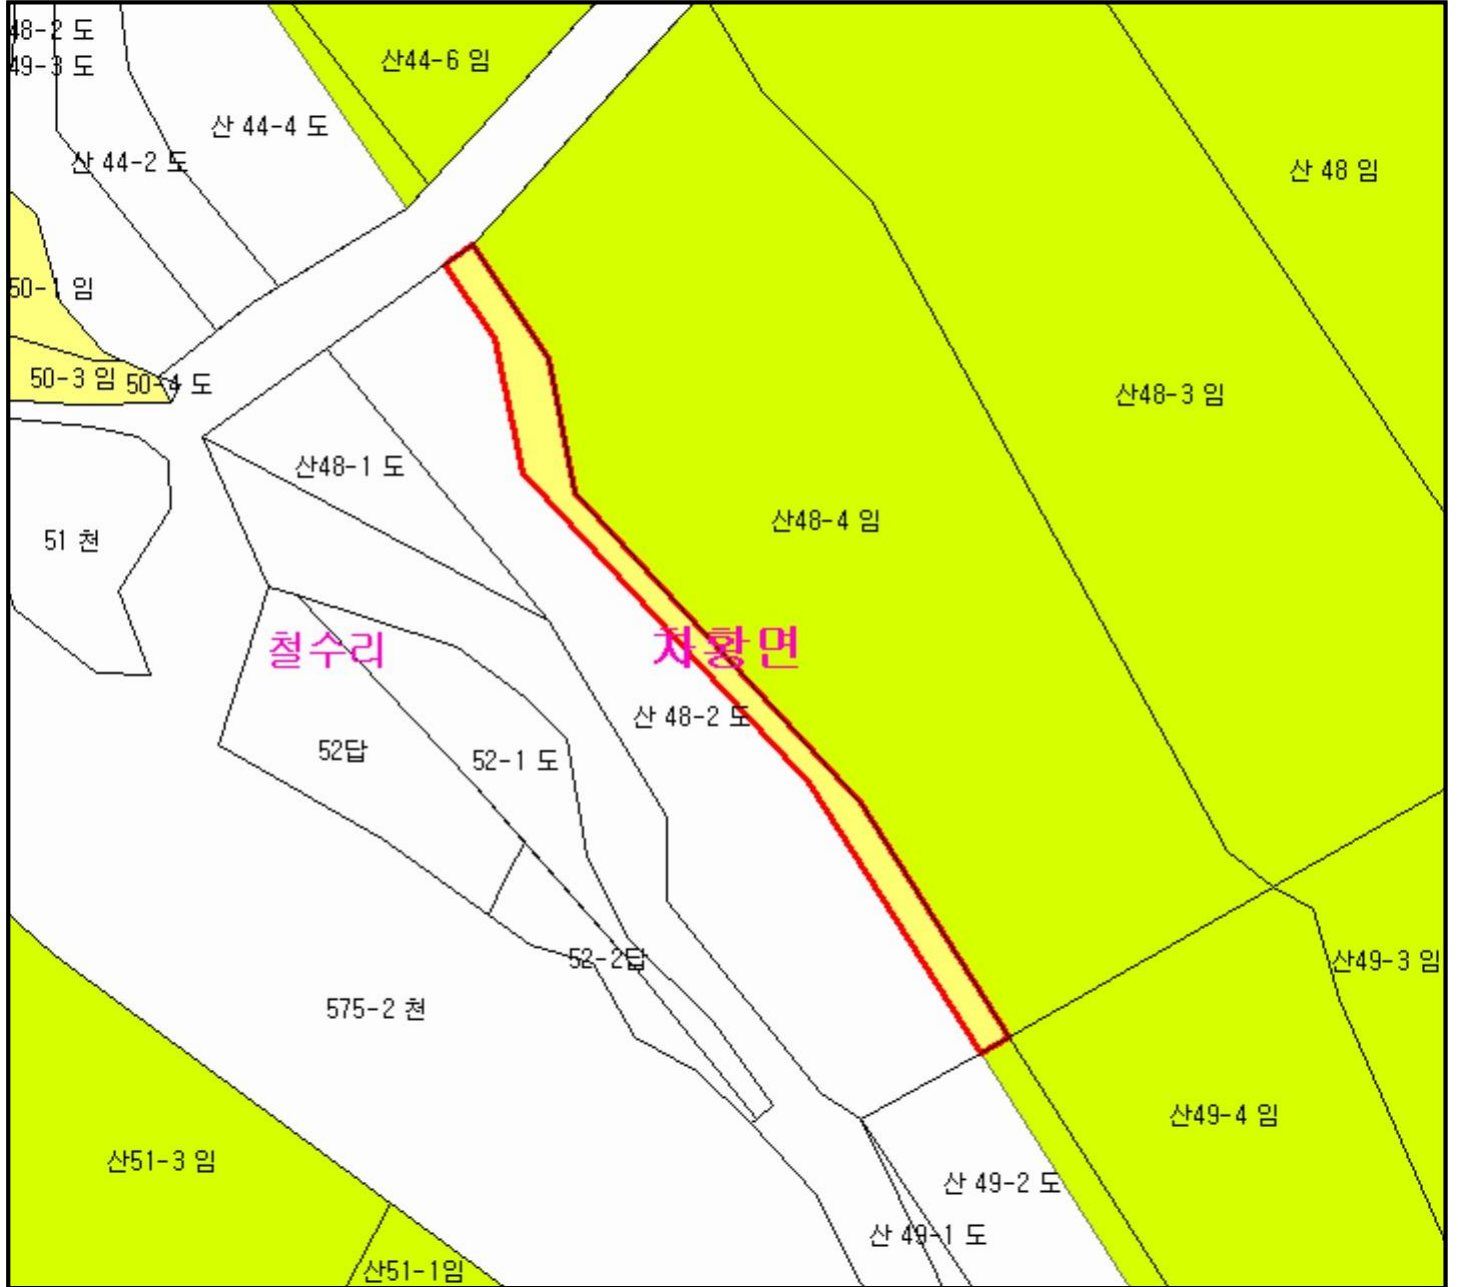 48-2 도
산44-6 임
49-3 도
산 44-4 도
산 44-2 도
산 48 임
50-1 임
50-3 임
50-4 도
산48-3 임
산48-1 도
산48-4 임
51 천
철수리
차황면
산 48-2 도
52답
52-1 도
52-2답
산49-3 임
575-2 천
산49-4 임
산51-3 임
산 49-2 도
산 49-1 도
산51-1임